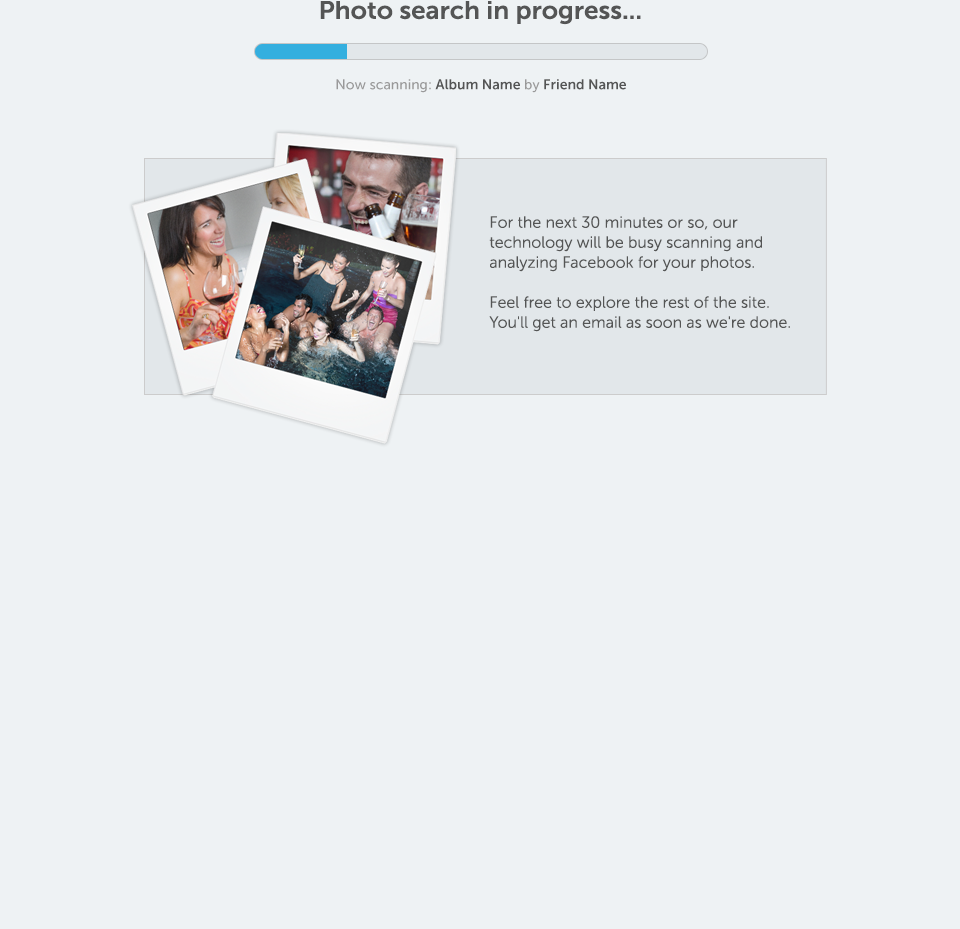 Photo search in progress...
Now scanning: Album Name by Friend Name
For the next 30 minutes or so, our
technology will be busy scanning and
analyzing Facebook for your photos.
Feel free to explore the rest of the site.
You'll get an email as soon as we're done.